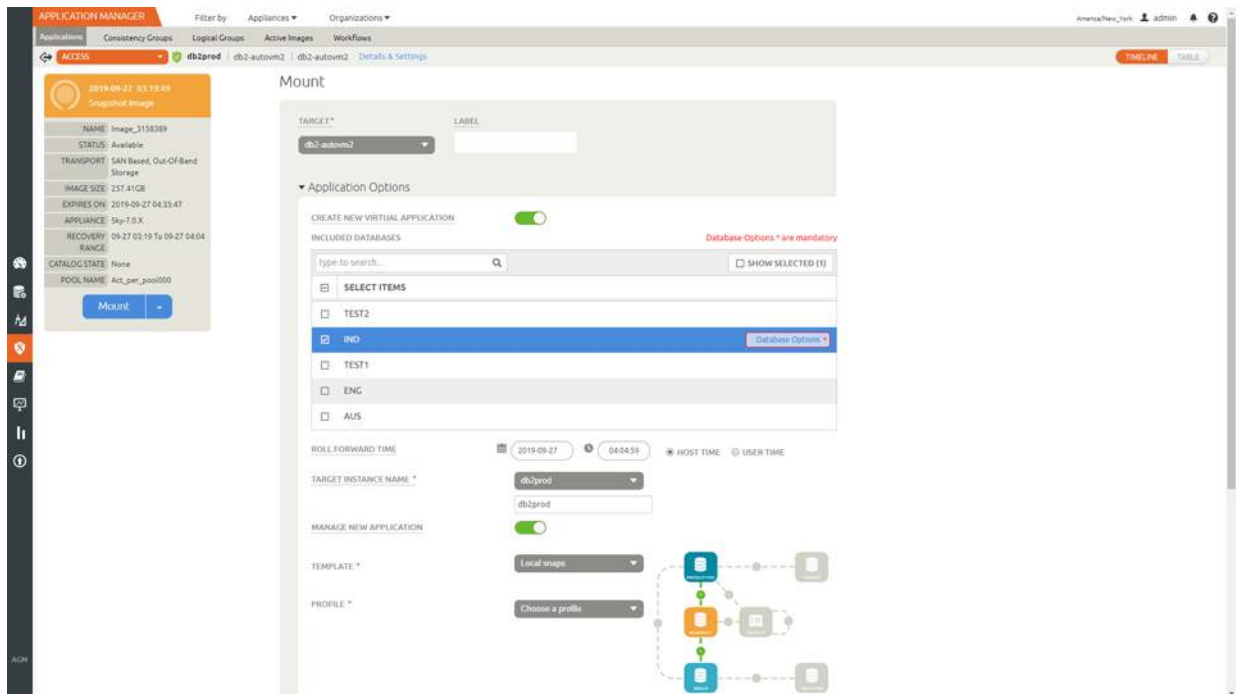 APPLICATION MANAGER Filter by Appliances Organizations America/New_York admin
Applications Consistency Groups Logical Groups Active Images Workflows
ACCESS db2prod | db2-autovm2 | db2-autovm2 Details & Settings TIMELINE TABLE
2019-09-27 03:19:49
Snapshot Image
NAME Image_3158389
STATUS Available
TRANSPORT SAN Based, Out-Of-Band
Storage
IMAGE SIZE 257.41GB
EXPIRES ON 2019-09-27 04:35:47
APPLIANCE Sky-7.0.X
RECOVERY RANGE 09-27 03:19 To 09-27 04:04
CATALOG STATE None
POOL NAME Act_per_pool000
Mount
Mount
TARGET * LABEL
db2-autovm2
Application Options
CREATE NEW VIRTUAL APPLICATION
INCLUDED DATABASES Database Options * are mandatory
type to search... SHOW SELECTED (1)
SELECT ITEMS
TEST2
IND Database Options *
TEST1
ENG
AUS
ROLL FORWARD TIME 2019-09-27 04:04:59 HOST TIME USER TIME
TARGET INSTANCE NAME * db2prod
db2prod
MANAGE NEW APPLICATION
TEMPLATE * Local snaps
PROFILE * Choose a profile
AGM